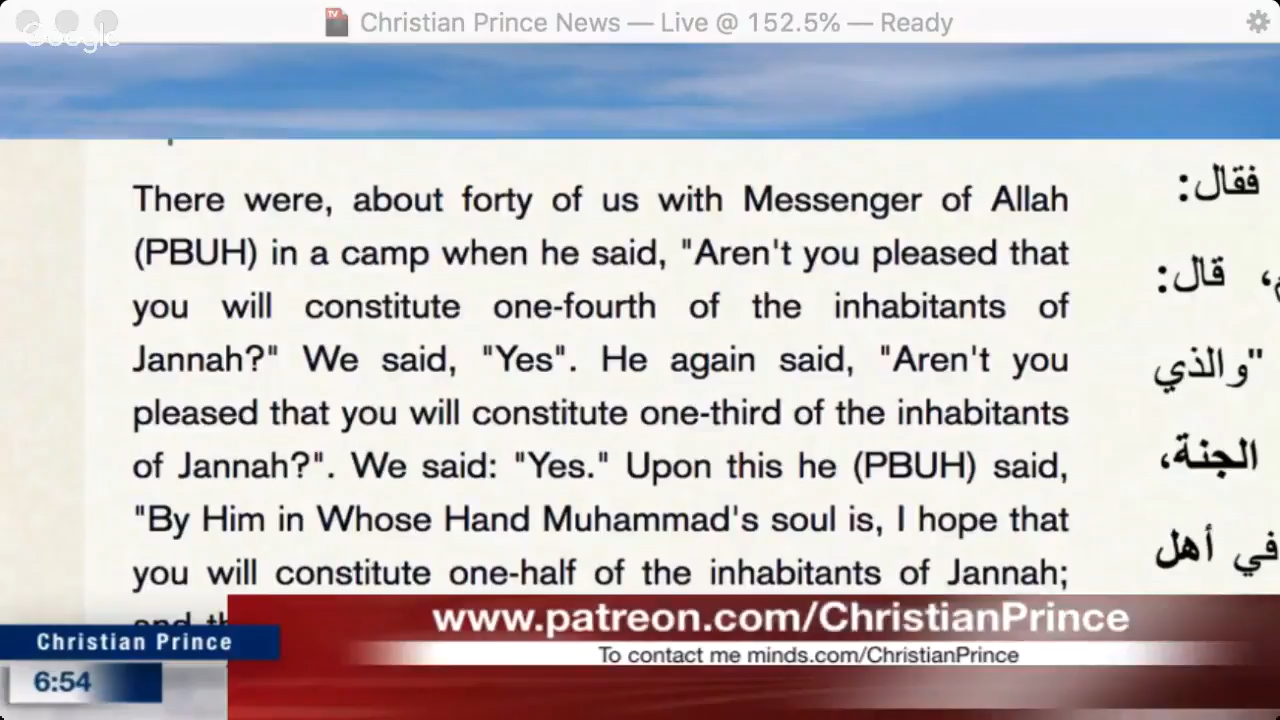 Christian Prince News — Live @ 152.5% — Ready
Google
There were, about forty of us with Messenger of Allah
(PBUH) in a camp when he said, "Aren't you pleased that
you will constitute one-fourth of the inhabitants of
Jannah?" We said, "Yes". He again said, "Aren't you
pleased that you will constitute one-third of the inhabitants
of Jannah?". We said: "Yes." Upon this he (PBUH) said,
"By Him in Whose Hand Muhammad's soul is, I hope that
you will constitute one-half of the inhabitants of Jannah;
فقال:
، قال:
"والذي
الجنة،
في أهل
www.patreon.com/ChristianPrince
To contact me minds.com/ChristianPrince
Christian Prince
6:54